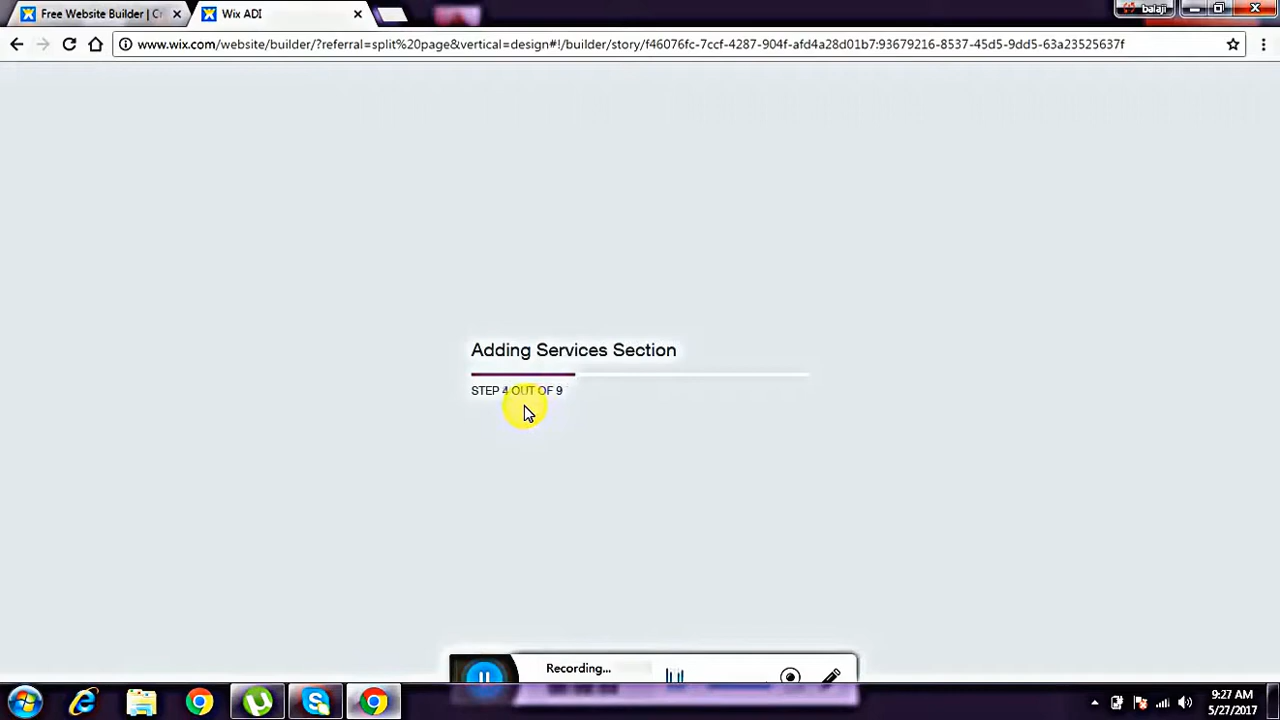 Free Website Builder | Cr
Wix ADI
balaji
www.wix.com/website/builder/?referral=split%20page&vertical=design#!/builder/story/f46076fc-7ccf-4287-904f-afd4a28d01b7:93679216-8537-45d5-9dd5-63a23525637f
Adding Services Section
STEP 4 OUT OF 9
Recording...
9:27 AM
5/27/2017